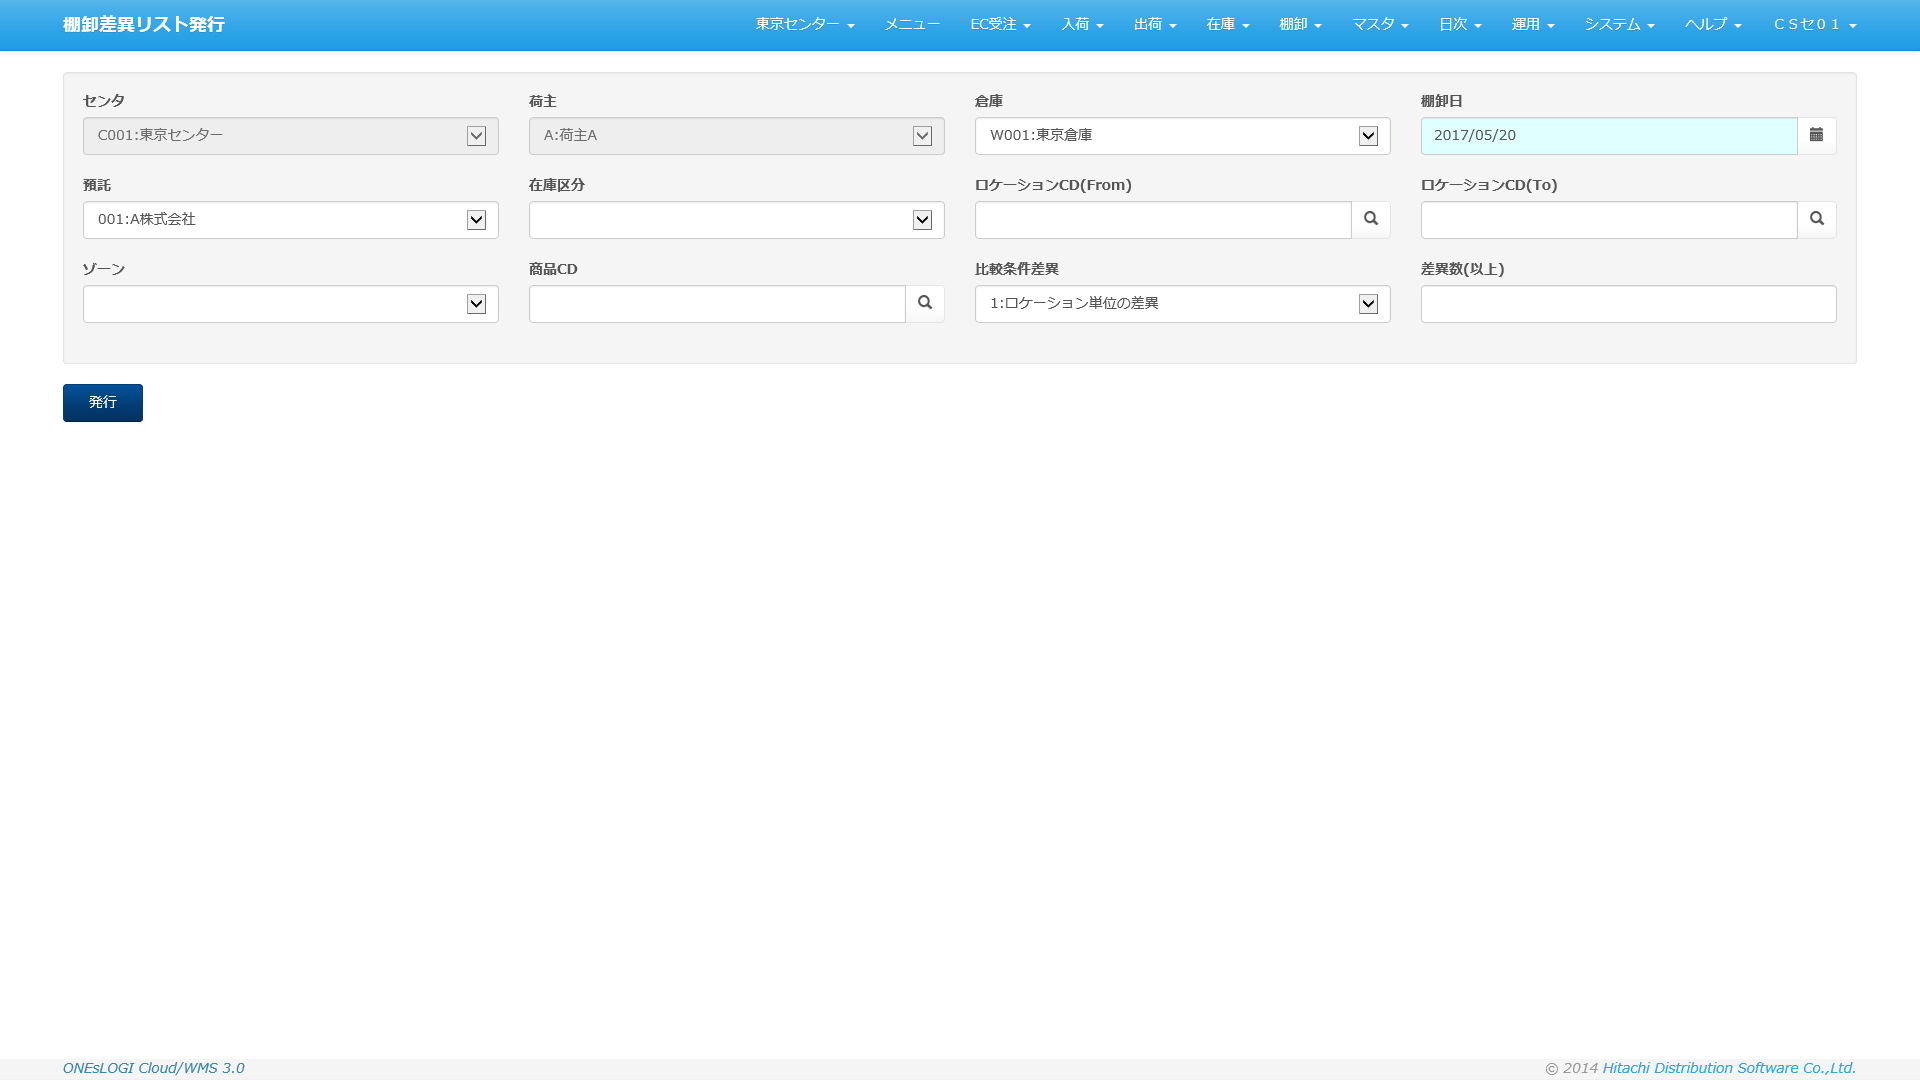 棚卸差異リスト発行
東京センター メニュー EC受注 入荷 出荷 在庫 棚卸 マスタ 日次 運用 システム ヘルプ ＣＳセ０１
センタ 荷主 倉庫 棚卸日
C001:東京センター A:荷主A W001:東京倉庫 2017/05/20
預託 在庫区分 ロケーションCD(From) ロケーションCD(To)
001:A株式会社
ゾーン 商品CD 比較条件差異 差異数(以上)
1:ロケーション単位の差異
発行
ONEsLOGI Cloud/WMS 3.0 © 2014 Hitachi Distribution Software Co.,Ltd.